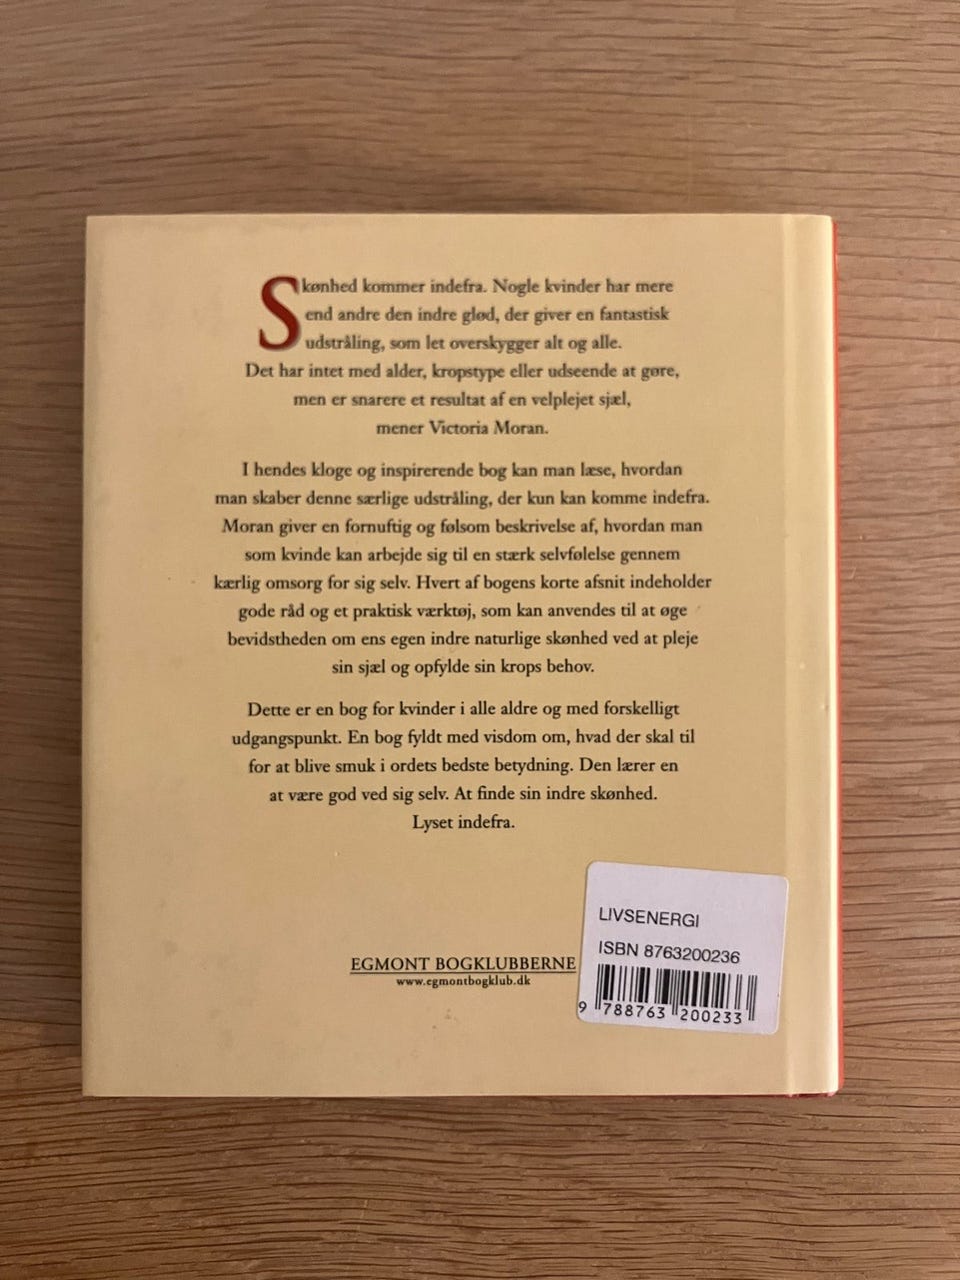 Skønhed kommer indefra. Nogle kvinder har mere
end andre den indre glød, der giver en fantastisk
udstråling, som let overskygger alt og alle.
Det har intet med alder, kropstype eller udseende at gøre,
men er snarere et resultat af en velplejet sjæl,
mener Victoria Moran.
I hendes kloge og inspirerende bog kan man læse, hvordan
man skaber denne særlige udstråling, der kun kan komme indefra.
Moran giver en fornuftig og følsom beskrivelse af, hvordan man
som kvinde kan arbejde sig til en stærk selvfølelse gennem
kærlig omsorg for sig selv. Hvert af bogens korte afsnit indeholder
gode råd og et praktisk værktøj, som kan anvendes til at øge
bevidstheden om ens egen indre naturlige skønhed ved at pleje
sin sjæl og opfylde sin krops behov.
Dette er en bog for kvinder i alle aldre og med forskelligt
udgangspunkt. En bog fyldt med visdom om, hvad der skal til
for at blive smuk i ordets bedste betydning. Den lærer en
at være god ved sig selv. At finde sin indre skønhed.
Lyset indefra.
EGMONT BOGKLUBBERNE
www.egmontbogklub.dk
LIVSENERGI
ISBN 8763200236
9 788763 200233